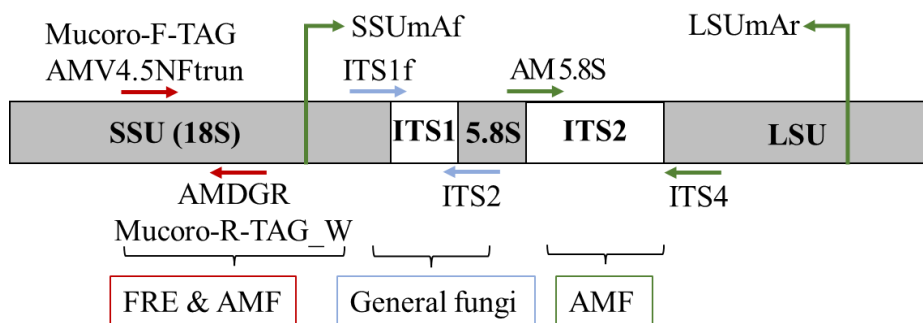 Mucoro-F-TAG
AMV4.5NFtrun
SSUmAf
LSUmAr
ITS1f
AM5.8S
SSU (18S)
ITS1
5.8S
ITS2
LSU
AMDGR
ITS2
ITS4
Mucoro-R-TAG_W
FRE & AMF
General fungi
AMF